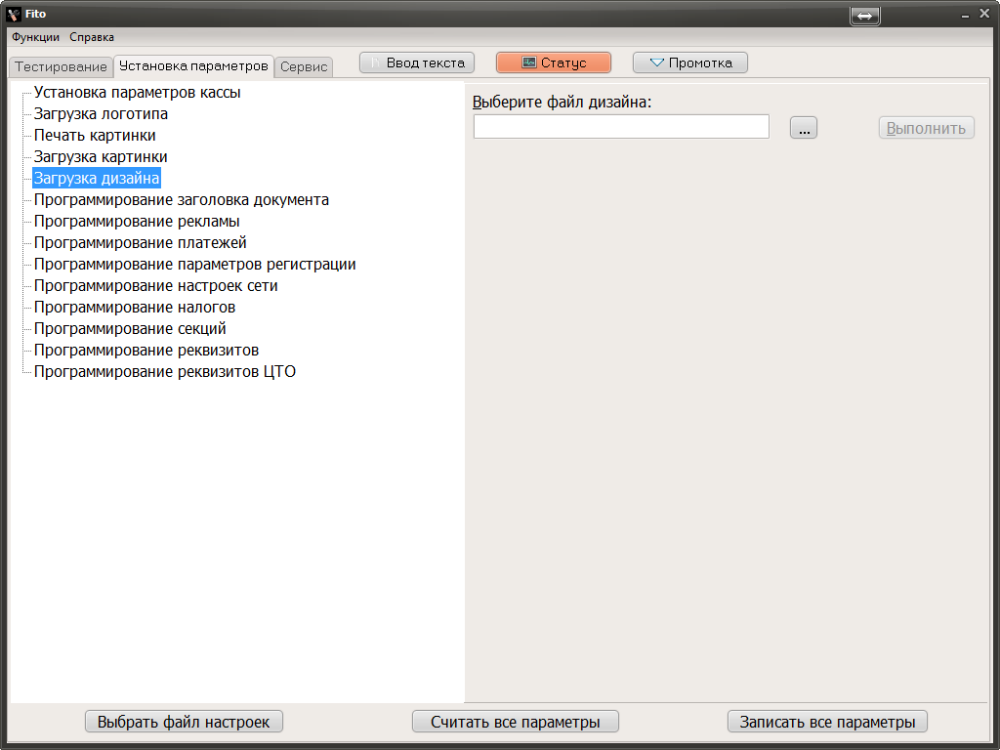 Fito
Функции Справка
Тестирование Установка параметров Сервис Ввод текста Статус Промотка
Установка параметров кассы
Загрузка логотипа
Печать картинки
Загрузка картинки
Загрузка дизайна
Программирование заголовка документа
Программирование рекламы
Программирование платежей
Программирование параметров регистрации
Программирование настроек сети
Программирование налогов
Программирование секций
Программирование реквизитов
Программирование реквизитов ЦТО
Выберите файл дизайна:
... Выполнить
Выбрать файл настроек Считать все параметры Записать все параметры